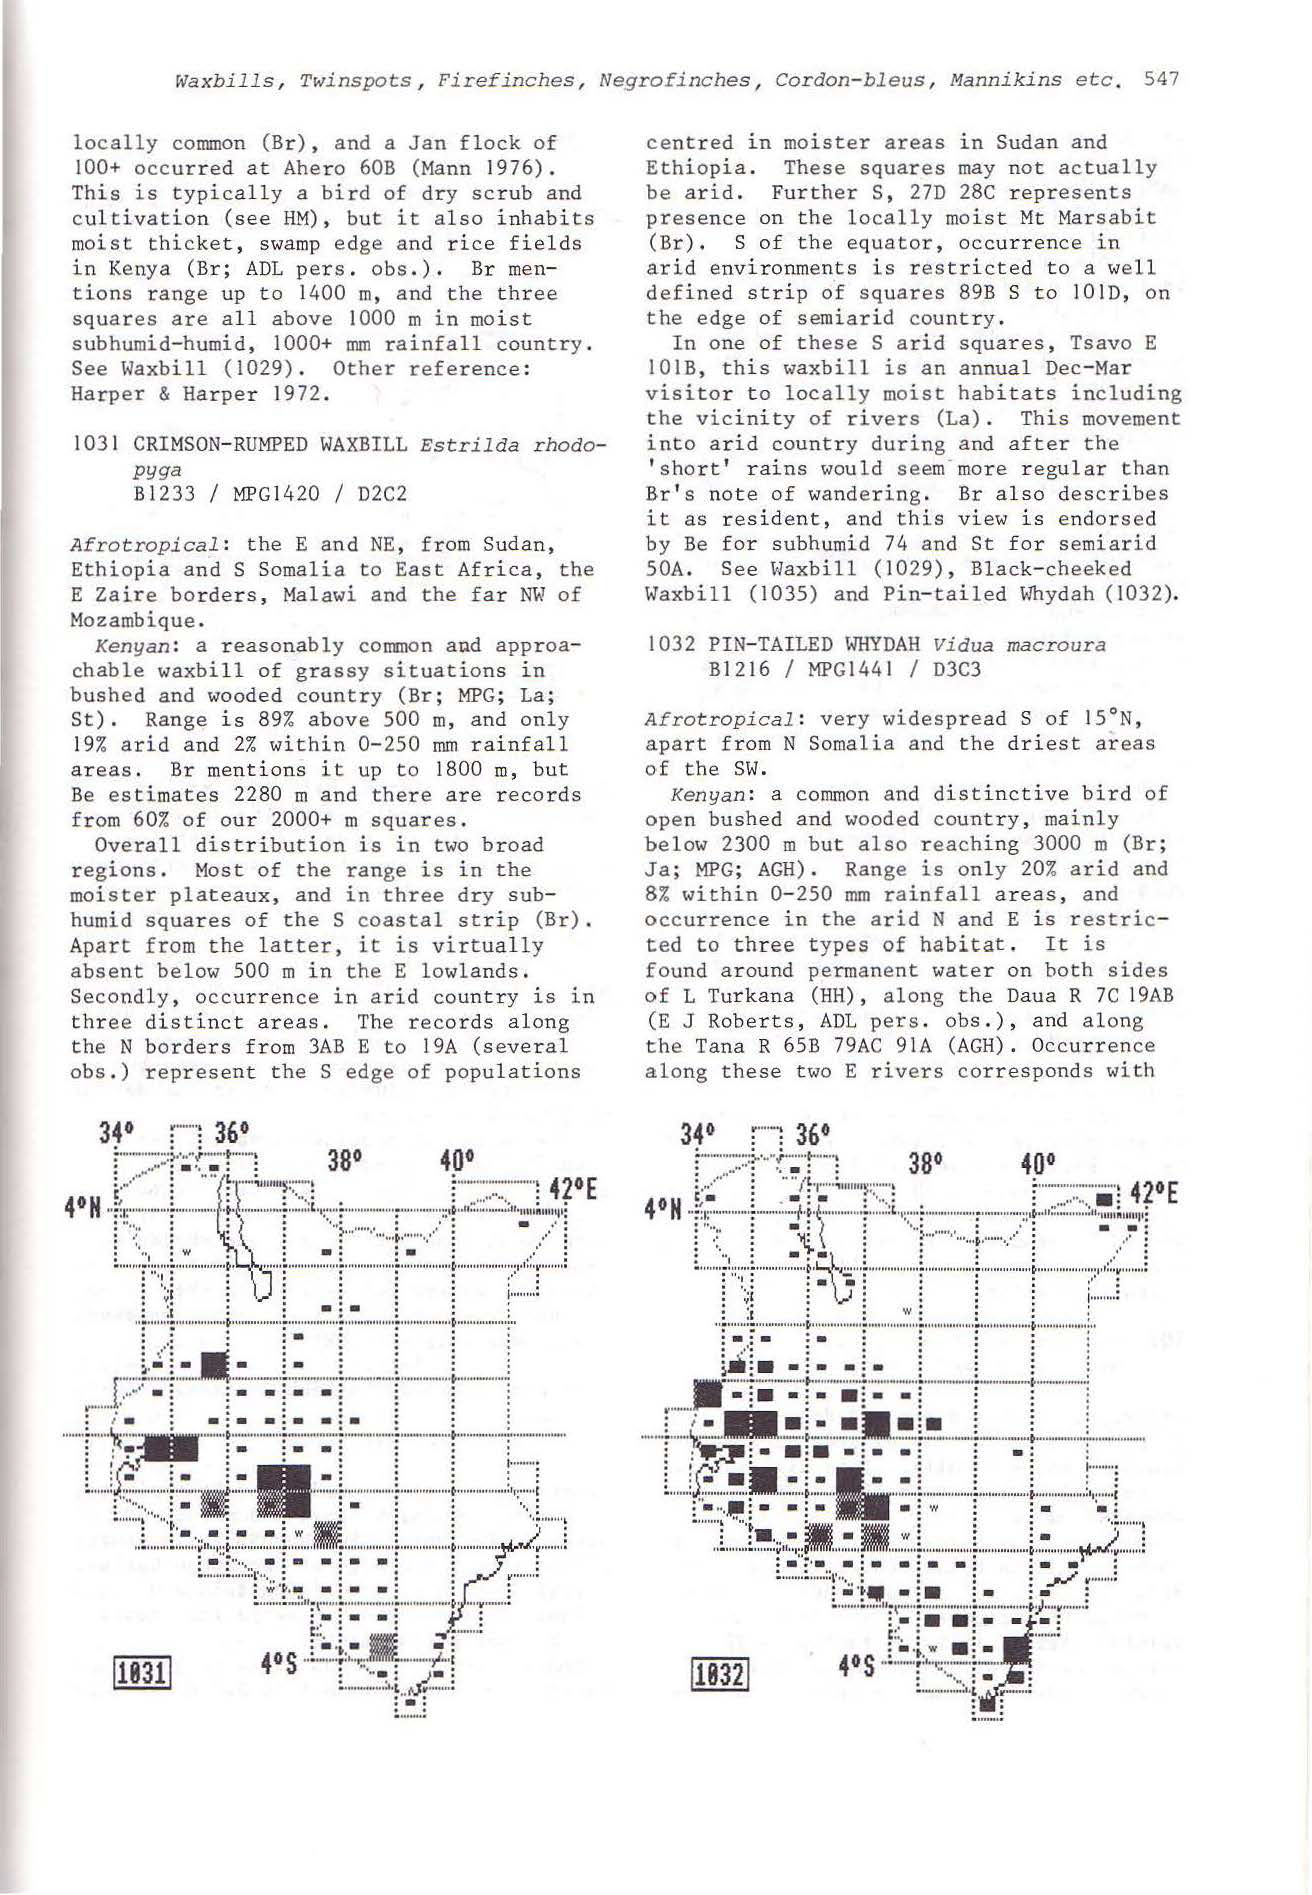 Waxbills, Twinspots, Firefinches, Negrofinches, Cordon-bleus, Mannikins etc. 547
locally common (Br), and a Jan flock of
100+ occurred at Ahero 60B (Mann 1976).
This is typically a bird of dry scrub and
cultivation (see HM), but it also inhabits
moist thicket, swamp edge and rice fields
in Kenya (Br; ADL pers. obs.). Br men-
tions range up to 1400 m, and the three
squares are all above 1000 m in moist
subhumid-humid, 1000+ mm rainfall country.
See Waxbill (1029). Other reference:
Harper & Harper 1972.
1031 CRIMSON-RUMPED WAXBILL Estrilda rhodo-
pyga
B1233 / MPG1420 / D2C2
Afrotropical: the E and NE, from Sudan,
Ethiopia and S Somalia to East Africa, the
E Zaire borders, Malawi and the far NW of
Mozambique.
Kenyan: a reasonably common and approa-
chable waxbill of grassy situations in
bushed and wooded country (Br; MPG; La;
St). Range is 89% above 500 m, and only
19% arid and 2% within 0-250 mm rainfall
areas. Br mentions it up to 1800 m, but
Be estimates 2280 m and there are records
from 60% of our 2000+ m squares.
Overall distribution is in two broad
regions. Most of the range is in the
moister plateaux, and in three dry sub-
humid squares of the S coastal strip (Br).
Apart from the latter, it is virtually
absent below 500 m in the E lowlands.
Secondly, occurrence in arid country is in
three distinct areas. The records along
the N borders from 3AB E to 19A (several
obs.) represent the S edge of populations
centred in moister areas in Sudan and
Ethiopia. These squares may not actually
be arid. Further S, 27D 28C represents
presence on the locally moist Mt Marsabit
(Br). S of the equator, occurrence in
arid environments is restricted to a well
defined strip of squares 89B S to 101D, on
the edge of semiarid country.
In one of these S arid squares, Tsavo E
101B, this waxbill is an annual Dec-Mar
visitor to locally moist habitats including
the vicinity of rivers (La). This movement
into arid country during and after the
'short' rains would seem more regular than
Br's note of wandering. Br also describes
it as resident, and this view is endorsed
by Be for subhumid 74 and St for semiarid
50A. See Waxbill (1029), Black-cheeked
Waxbill (1035) and Pin-tailed Whydah (1032).
1032 PIN-TAILED WHYDAH Vidua macroura
B1216 / MPG1441 / D3C3
Afrotropical: very widespread S of 15°N,
apart from N Somalia and the driest areas
of the SW.
Kenyan: a common and distinctive bird of
open bushed and wooded country, mainly
below 2300 m but also reaching 3000 m (Br;
Ja; MPG; AGH). Range is only 20% arid and
8% within 0-250 mm rainfall areas, and
occurrence in the arid N and E is restric-
ted to three types of habitat. It is
found around permanent water on both sides
of L Turkana (HH), along the Daua R 7C 19AB
(E J Roberts, ADL pers. obs.), and along
the Tana R 65B 79AC 91A (AGH). Occurrence
along these two E rivers corresponds with
34° 36°
38° 40°
4°N 42°E
w
w
w
4°S
1031
34° 36°
38° 40°
4°N 42°E
w
w
w
w
4°S
1032